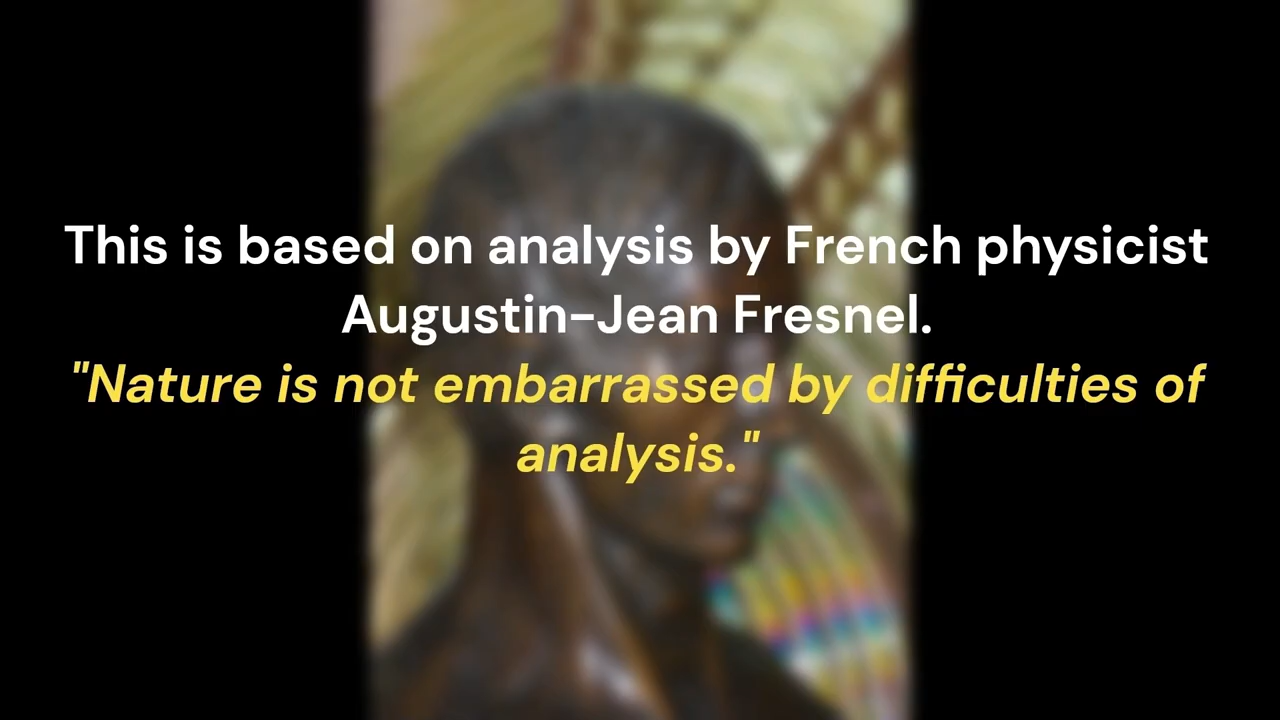 This is based on analysis by French physicist
Augustin-Jean Fresnel.
"Nature is not embarrassed by difficulties of
analysis."